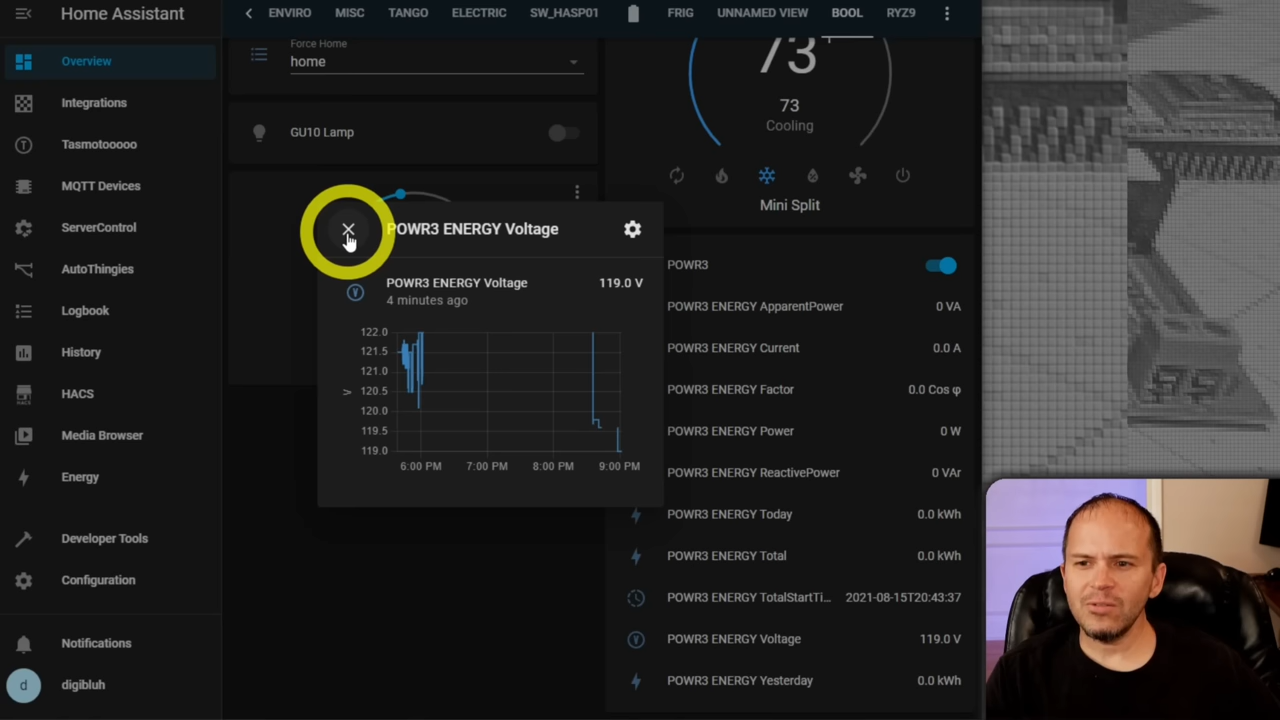 Home Assistant
Overview
Integrations
Tasmotooooo
MQTT Devices
ServerControl
AutoThingies
Logbook
History
HACS
HACS
Media Browser
Energy
Developer Tools
Configuration
Notifications
d digibluh
ENVIRO MISC TANGO ELECTRIC SW_HASP01 FRIG UNNAMED VIEW BOOL RYZ9
Force Home
home
GU10 Lamp
POWR3 ENERGY Voltage
POWR3 ENERGY Voltage 119.0 V
4 minutes ago
122.0
121.5
121.0
120.5
120.0
119.5
119.0
V
6:00 PM 7:00 PM 8:00 PM 9:00 PM
73
73
Cooling
Mini Split
POWR3
POWR3 ENERGY ApparentPower 0 VA
POWR3 ENERGY Current 0.0 A
POWR3 ENERGY Factor 0.0 Cos φ
POWR3 ENERGY Power 0 W
POWR3 ENERGY ReactivePower 0 VAr
POWR3 ENERGY Today 0.0 kWh
POWR3 ENERGY Total 0.0 kWh
POWR3 ENERGY TotalStartTi... 2021-08-15T20:43:37
POWR3 ENERGY Voltage 119.0 V
POWR3 ENERGY Yesterday 0.0 kWh